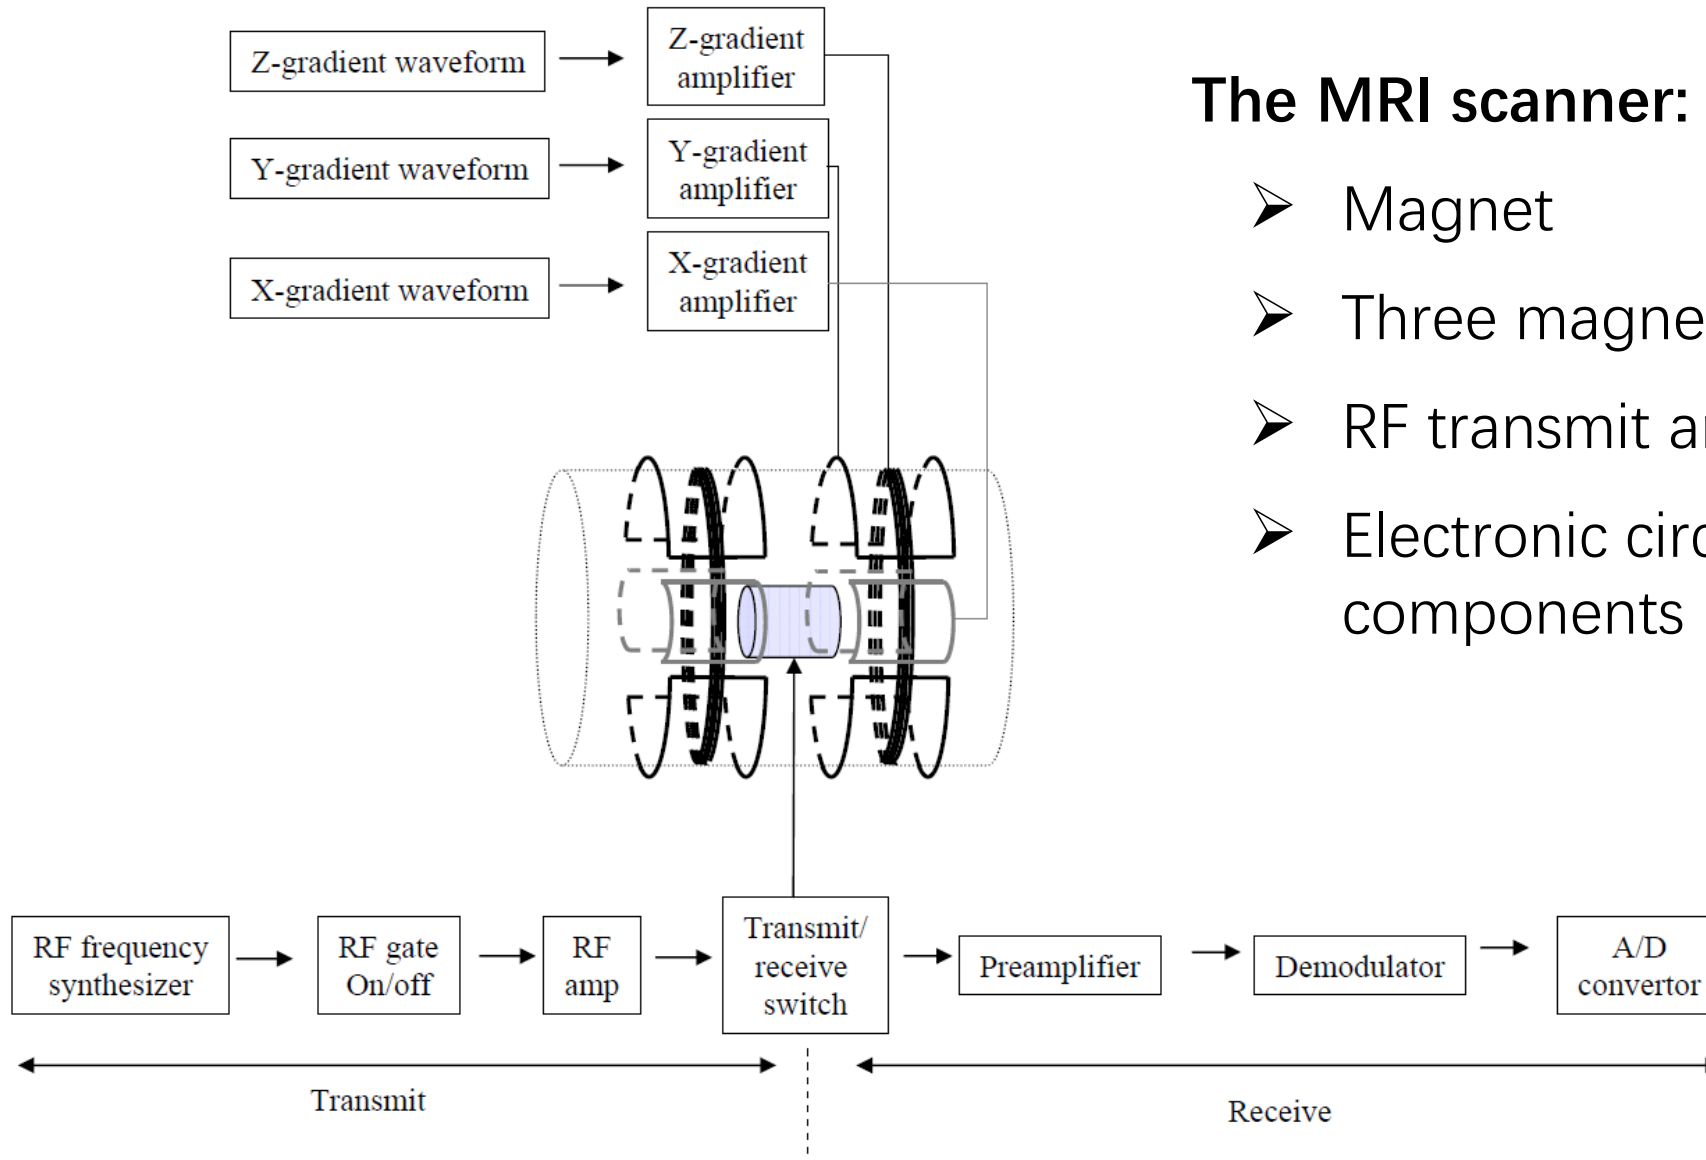 Z-gradient waveform
Z-gradient
amplifier
Y-gradient waveform
Y-gradient
amplifier
X-gradient waveform
X-gradient
amplifier
The MRI scanner:
Magnet
Three
RF transmit
Electronic
components
RF frequency
synthesizer
RF gate
On/off
RF
amp
Transmit/
receive
switch
Preamplifier
Demodulator
A/D
convertor
Transmit
Receive